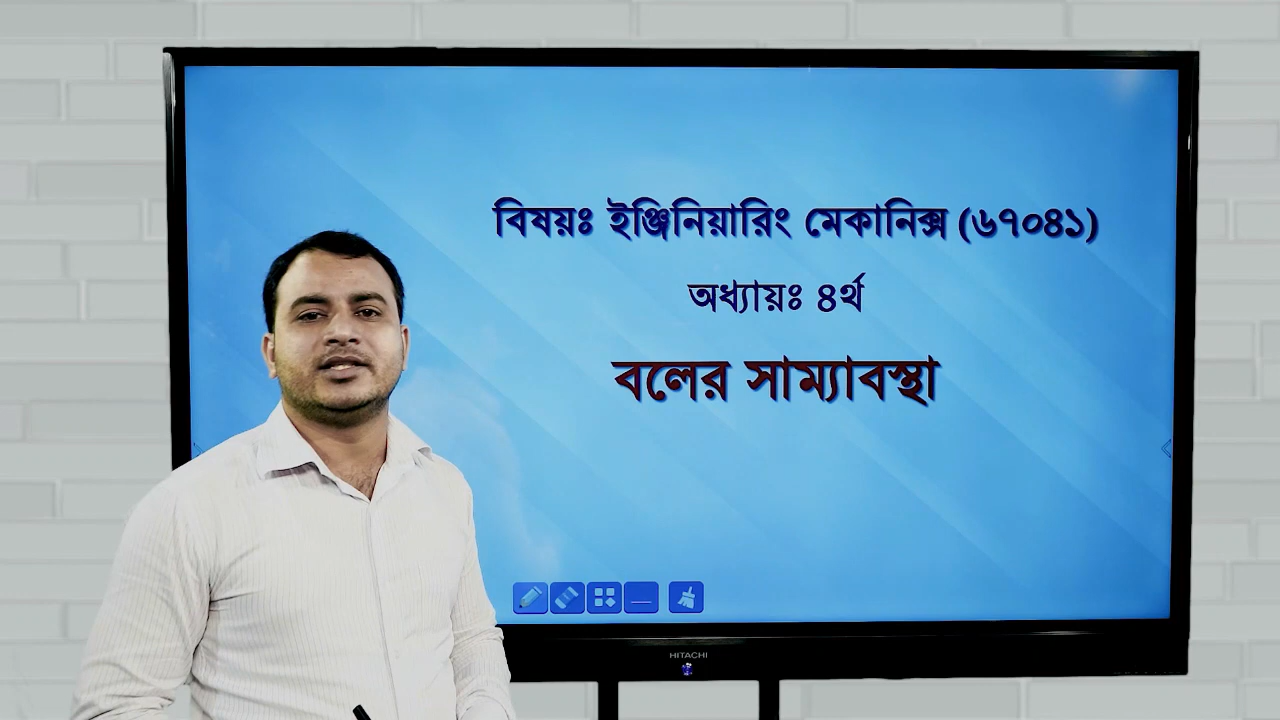 বিষয়ঃ ইঞ্জিনিয়ারিং মেকানিক্স (৬৭০৪১)
অধ্যায়ঃ ৪র্থ
বলের সাম্যাবস্থা
HITACHI